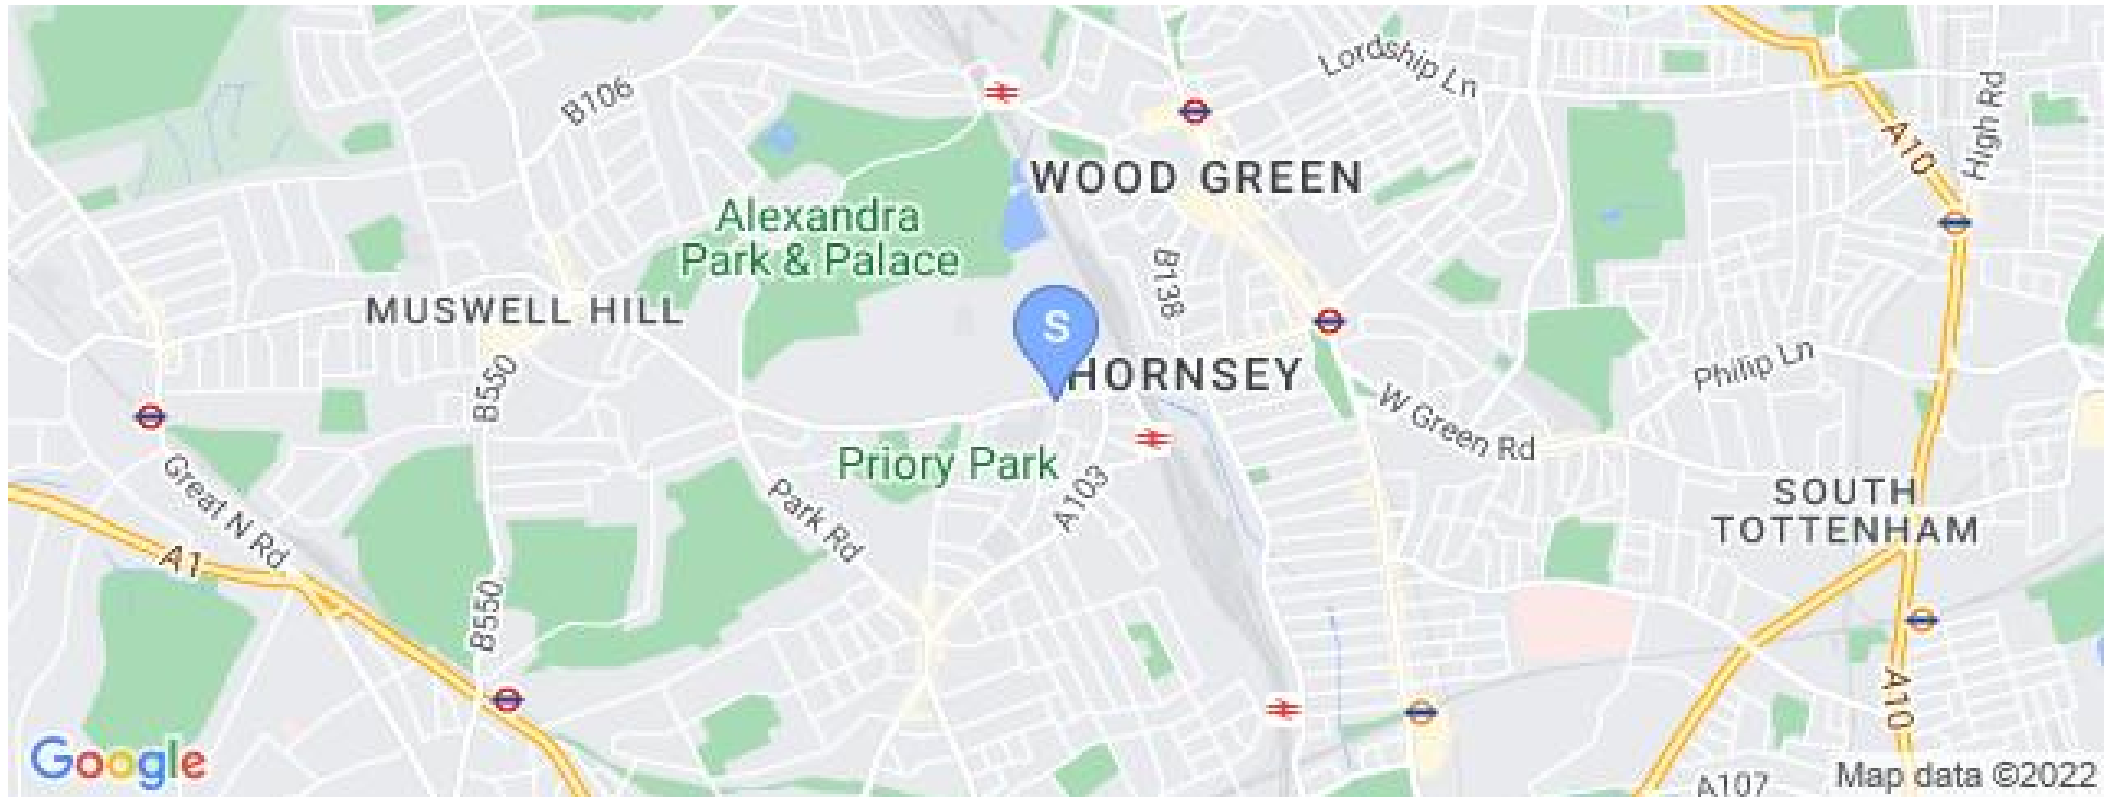 Lordship Ln
B106
High Rd
A10
WOOD GREEN
Alexandra
Park & Palace
B138
MUSWELL HILL
S
HORNSEY
Philip Ln
B550
W Green Rd
Priory Park
Great N Rd
Park Rd
A103
SOUTH
TOTTENHAM
A1
B550
A10
Google
A107
Map data ©2022